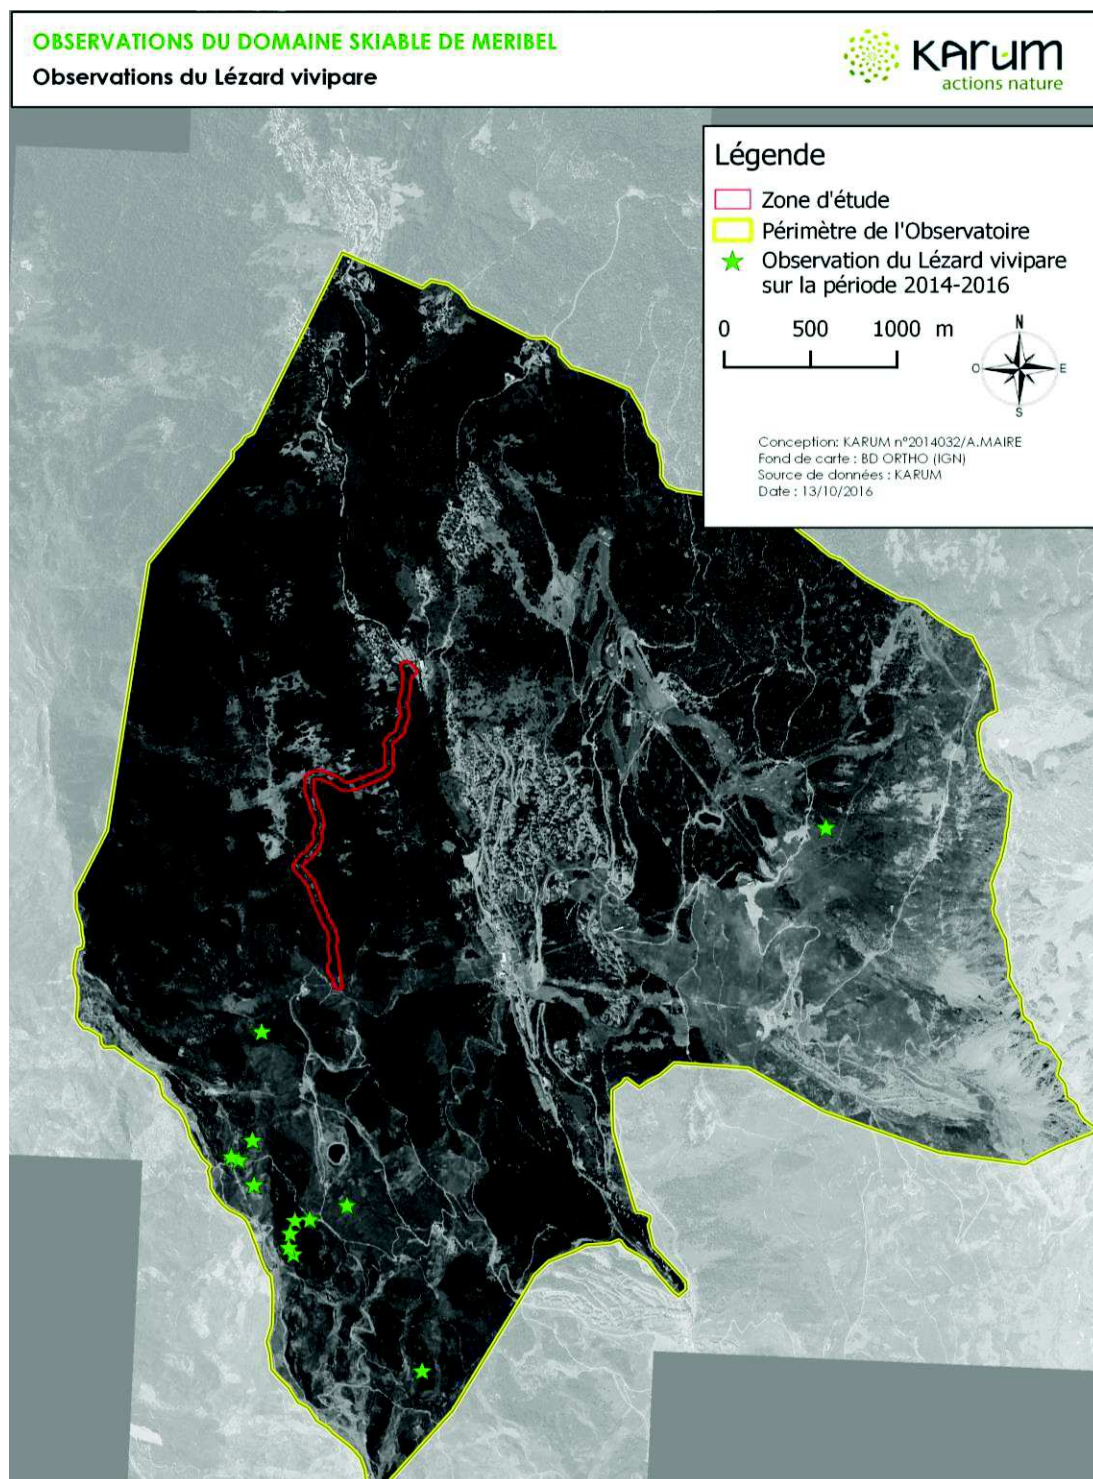 OBSERVATIONS DU DOMAINE SKIABLE DE MERIBEL
Observations du Lézard vivipare
KARUM
actions nature
Légende
Zone d'étude
Périmètre de l'Observatoire
Observation du Lézard vivipare
sur la période 2014-2016
0 500 1000 m
N
O E
S
Conception: KARUM n°2014032/A.MAIRE
Fond de carte : BD ORTHO (IGN)
Source de données : KARUM
Date : 13/10/2016